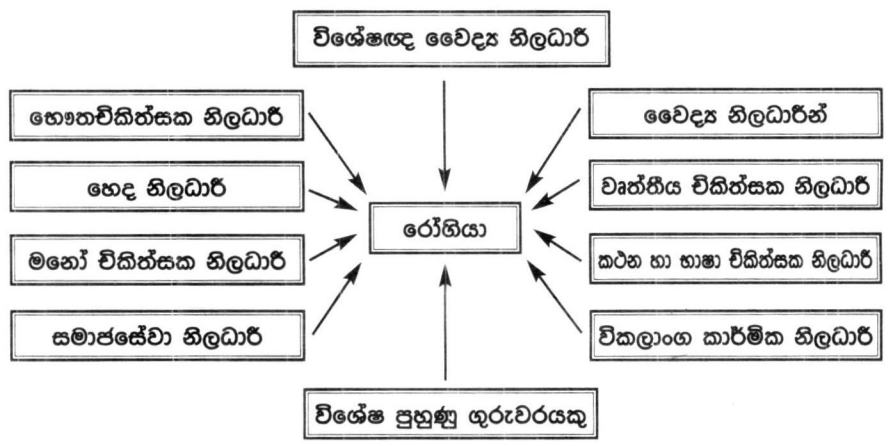 විශේෂඥ වෛද්‍ය නිලධාරී
භෞතචිකිත්සක නිලධාරී
වෛද්‍ය නිලධාරීන්
හෙද නිලධාරී
වෘත්තීය චිකිත්සක නිලධාරී
රෝගියා
මනෝ චිකිත්සක නිලධාරී
කථන හා භාෂා චිකිත්සක නිලධාරී
සමාජසේවා නිලධාරී
විකලාංග කාර්මික නිලධාරී
විශේෂ පුහුණු ගුරුවරයකු